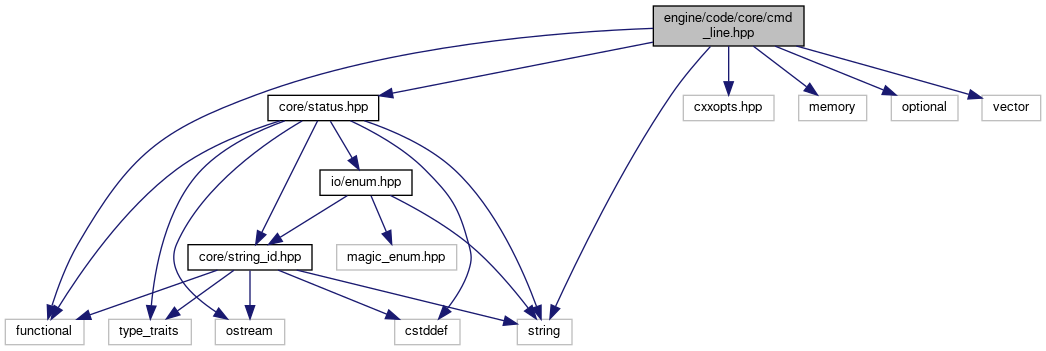 engine/code/core/cmd
_line.hpp
core/status.hpp
cxxopts.hpp
memory
optional
vector
io/enum.hpp
core/string_id.hpp
magic_enum.hpp
functional
type_traits
ostream
cstddef
string